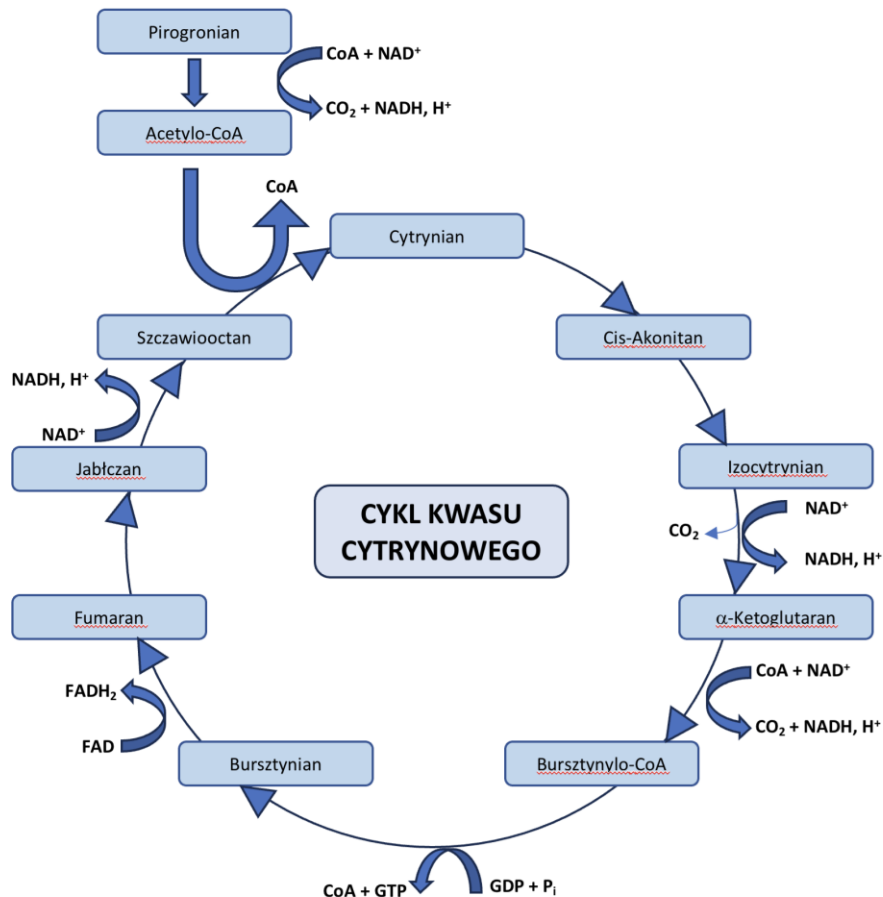 Pirogronian
CoA + NAD⁺
CO₂ + NADH, H⁺
Acetylo-CoA
CoA
Cytrynian
Szczawiooctan
Cis-Akonitan
NADH, H⁺
NAD⁺
Jabłczan
Izocytrynian
CYKL KWASU
CYTRYNOWEGO
NAD⁺
CO₂
NADH, H⁺
Fumaran
α-Ketoglutaran
CoA + NAD⁺
FADH₂
CO₂ + NADH, H⁺
FAD
Bursztynian
Bursztynylo-CoA
CoA + GTP
GDP + Pᵢ